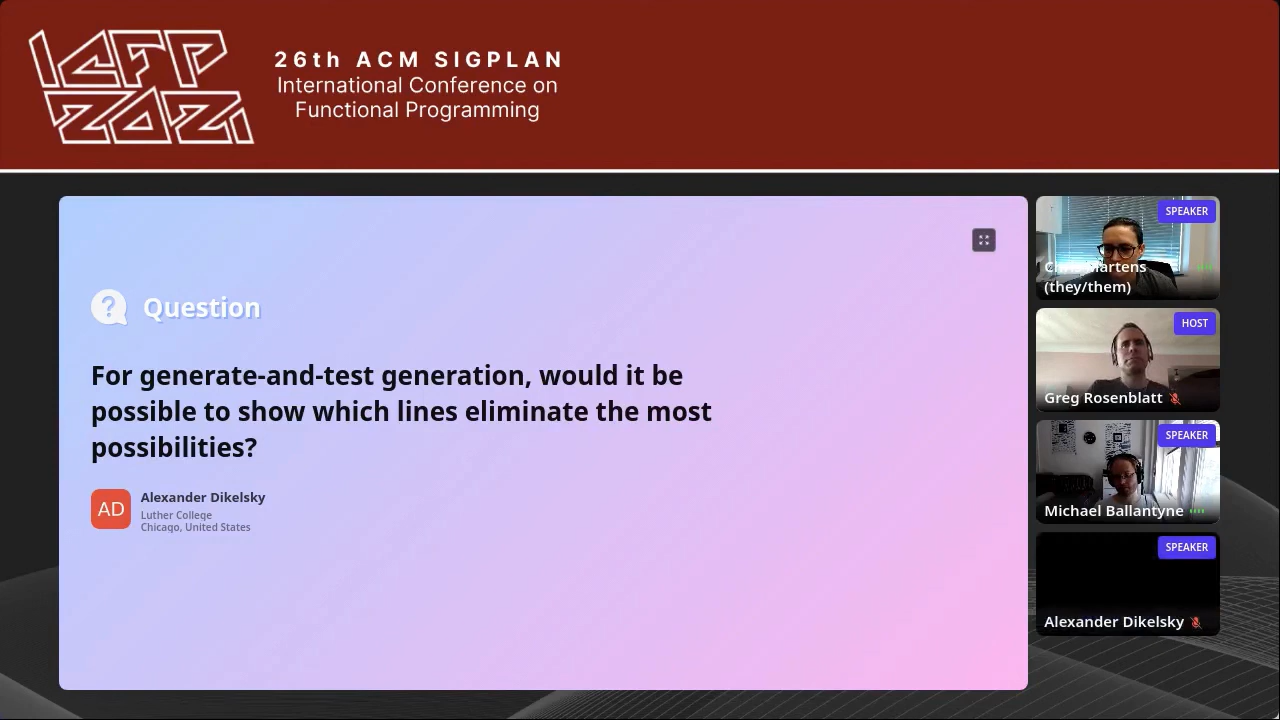 ICFP
2021
26th ACM SIGPLAN
International Conference on
Functional Programming
Question
For generate-and-test generation, would it be
possible to show which lines eliminate the most
possibilities?
AD
Alexander Dikelsky
Luther College
Chicago, United States
SPEAKER
Chris Martens
(they/them)
HOST
Greg Rosenblatt
SPEAKER
Michael Ballantyne
SPEAKER
Alexander Dikelsky